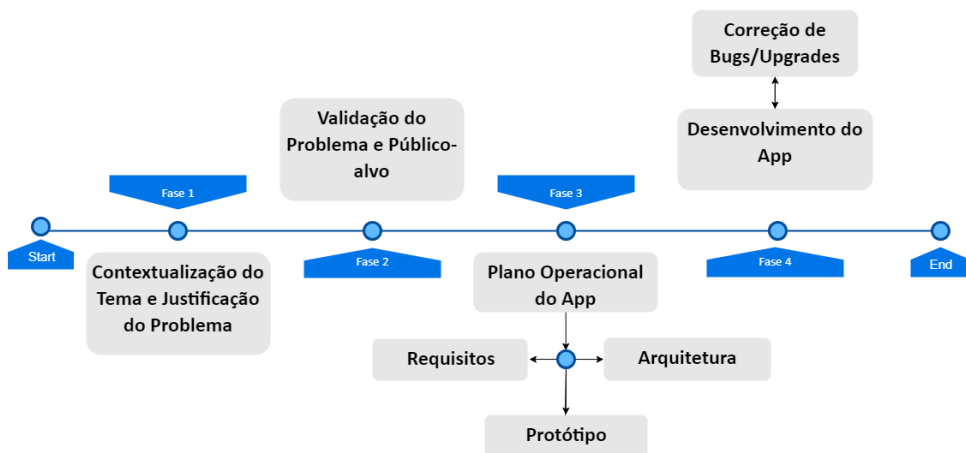 Correção de
Bugs/Upgrades
Validação do
Problema e Público-
alvo
Desenvolvimento do
App
Fase 1
Fase 3
Start
Fase 2
Fase 4
End
Contextualização do
Tema e Justificação
do Problema
Plano Operacional
do App
Requisitos
Arquitetura
Protótipo